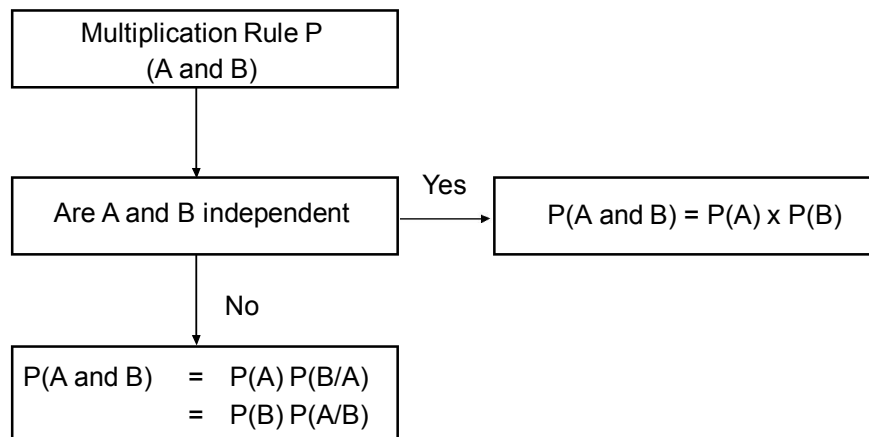 Multiplication Rule P
(A and B)
Are A and B independent
Yes
P(A and B) = P(A) x P(B)
No
P(A and B) = P(A) P(B/A)
= P(B) P(A/B)